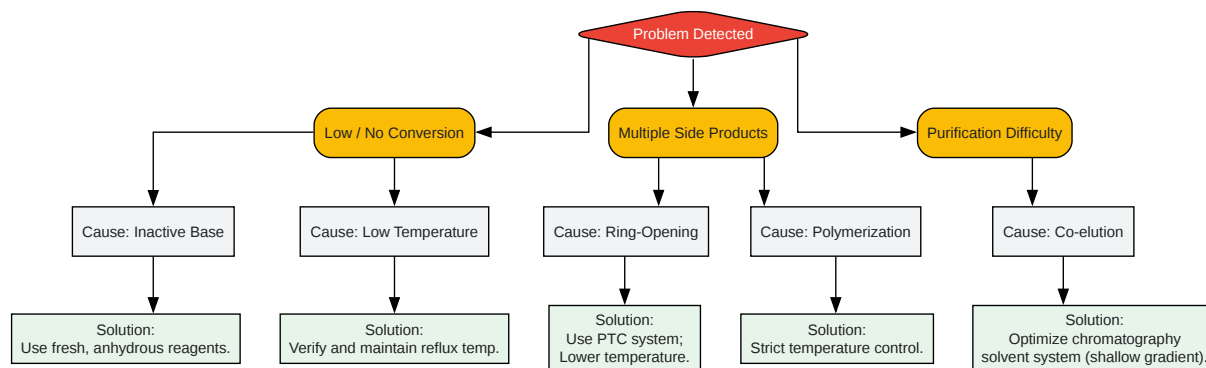 Problem Detected
Low / No Conversion
Multiple Side Products
Purification Difficulty
Cause: Inactive Base
Cause: Low Temperature
Cause: Ring-Opening
Cause: Polymerization
Cause: Co-elution
Solution:
Use fresh, anhydrous reagents.
Solution:
Verify and maintain reflux temp.
Solution:
Use PTC system;
Lower temperature.
Solution:
Strict temperature control.
Solution:
Optimize chromatography
solvent system (shallow gradient).